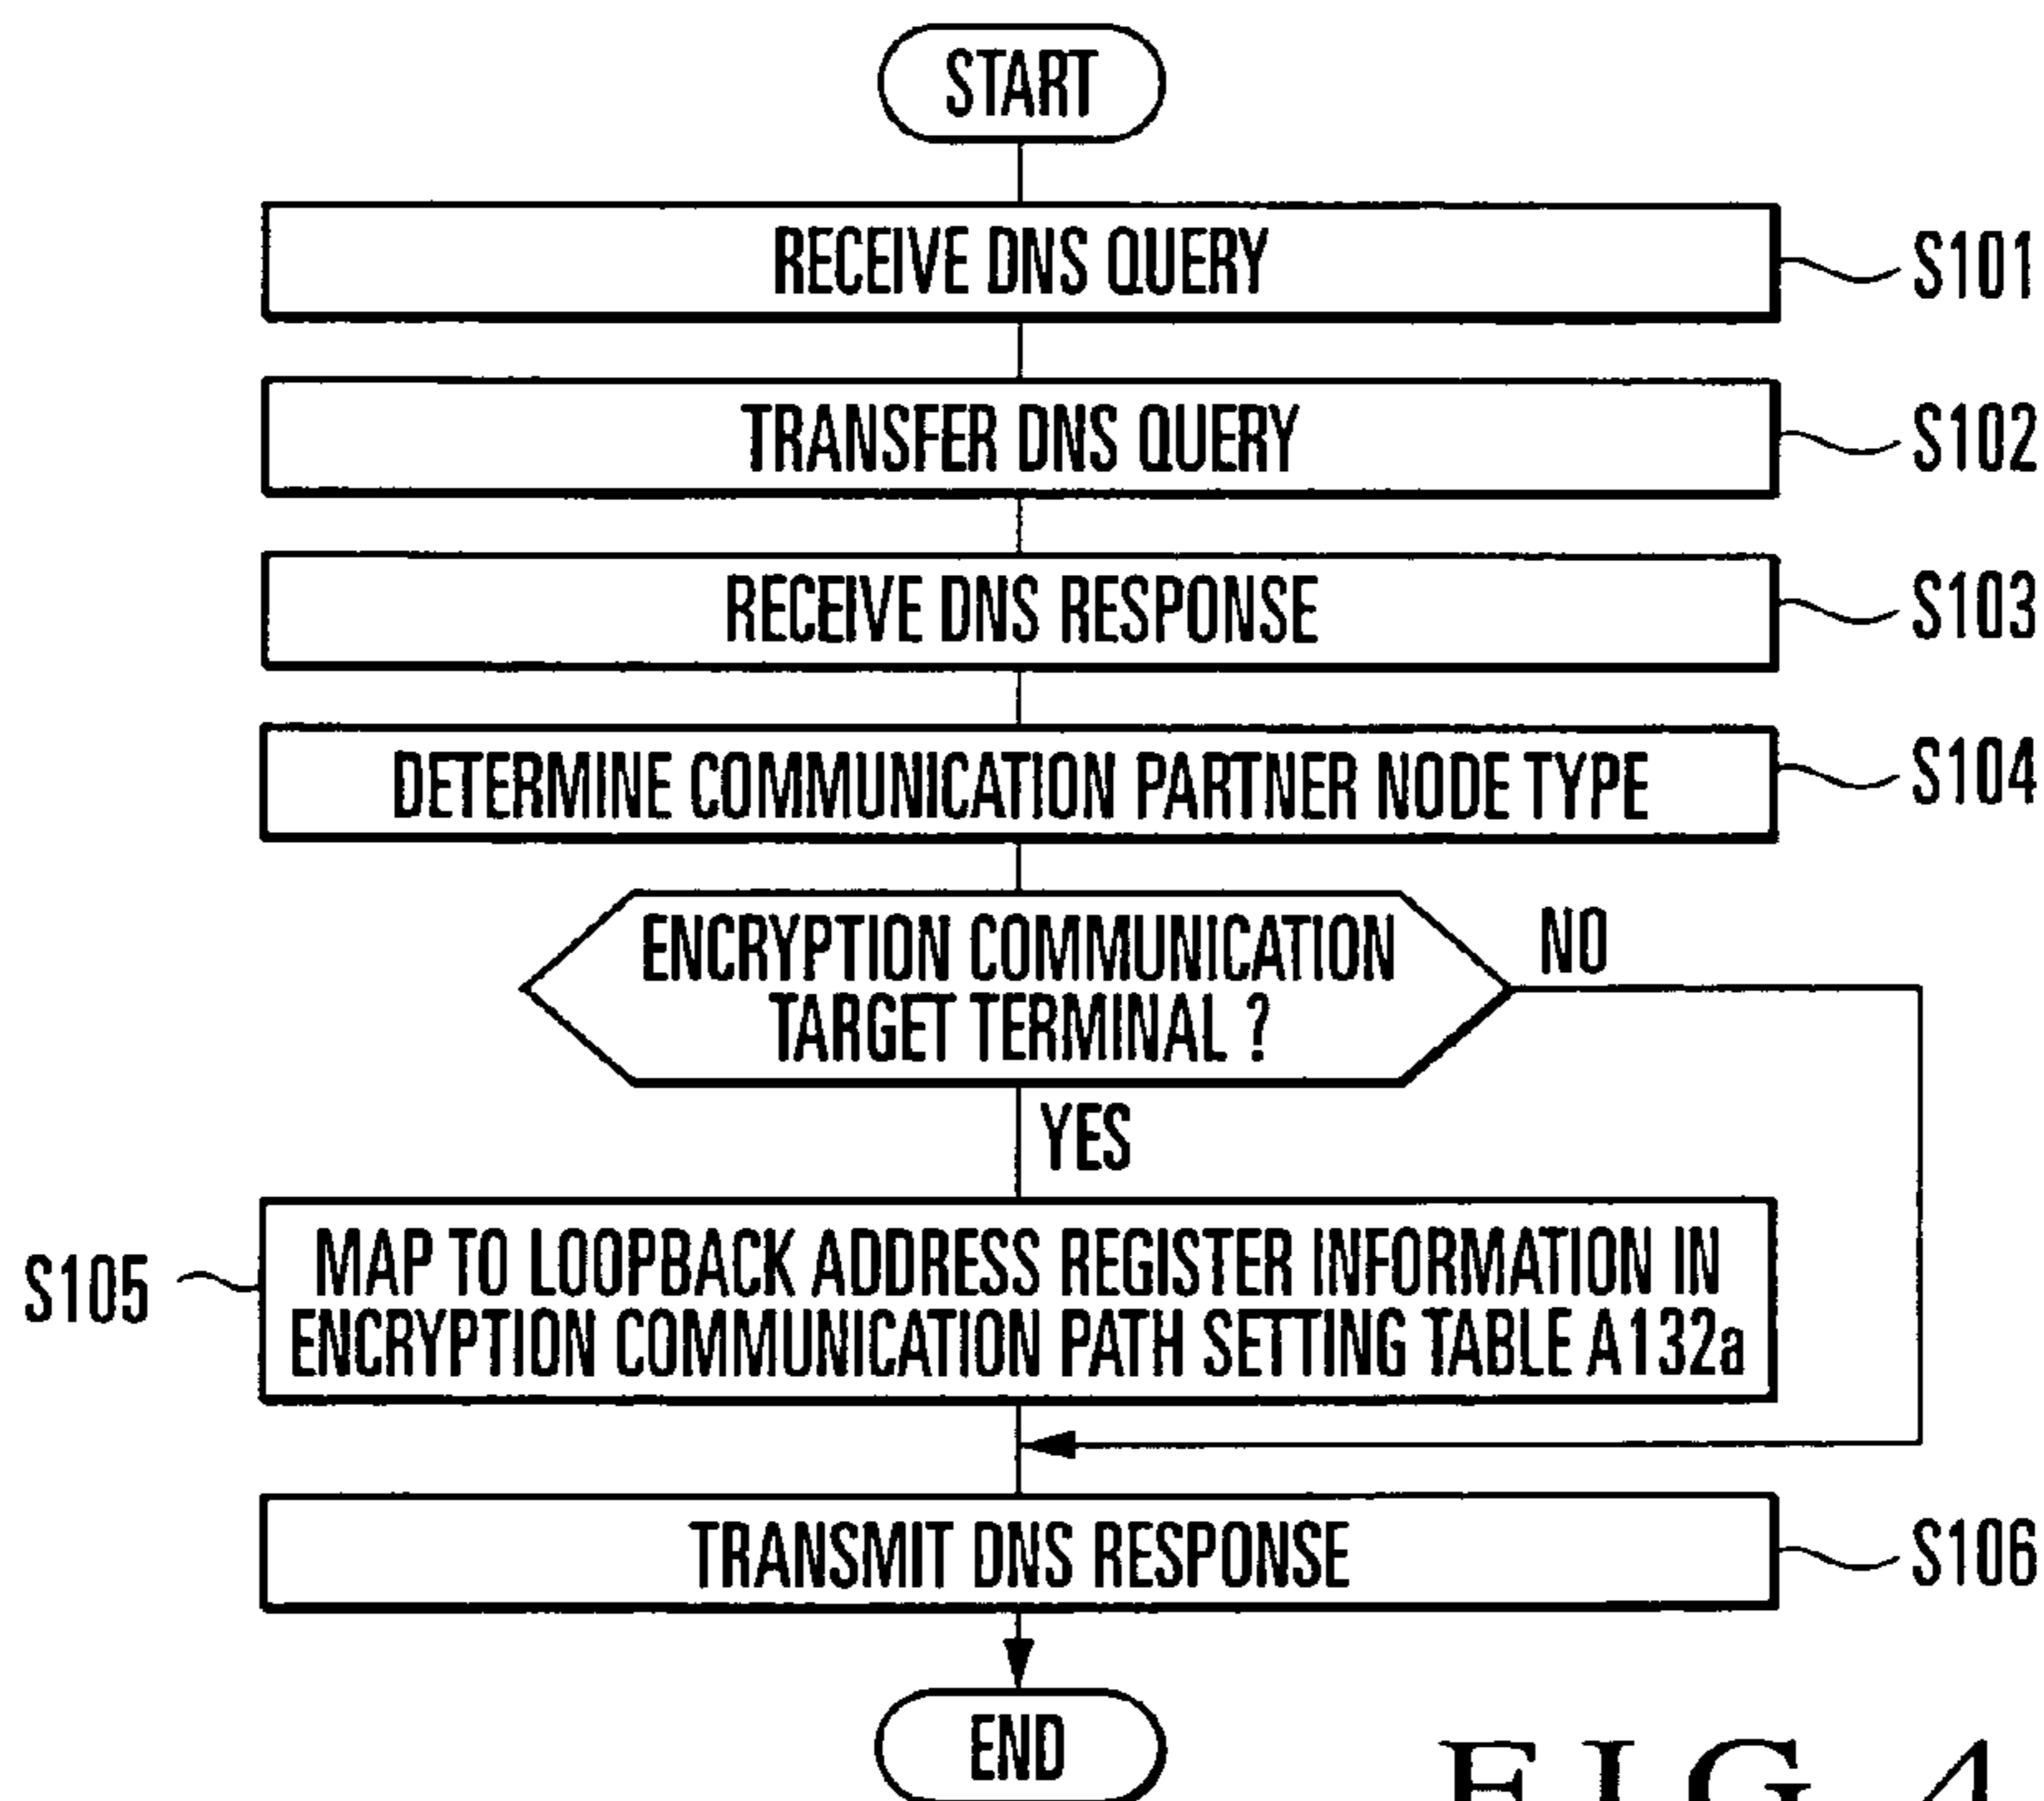 START
RECEIVE DNS QUERY
S101
TRANSFER DNS QUERY
S102
RECEIVE DNS RESPONSE
S103
DETERMINE COMMUNICATION PARTNER NODE TYPE
S104
ENCRYPTION COMMUNICATION
TARGET TERMINAL ?
NO
YES
S105
MAP TO LOOPBACK ADDRESS REGISTER INFORMATION IN
ENCRYPTION COMMUNICATION PATH SETTING TABLE A132a
TRANSMIT DNS RESPONSE
S106
END
FIG. 4